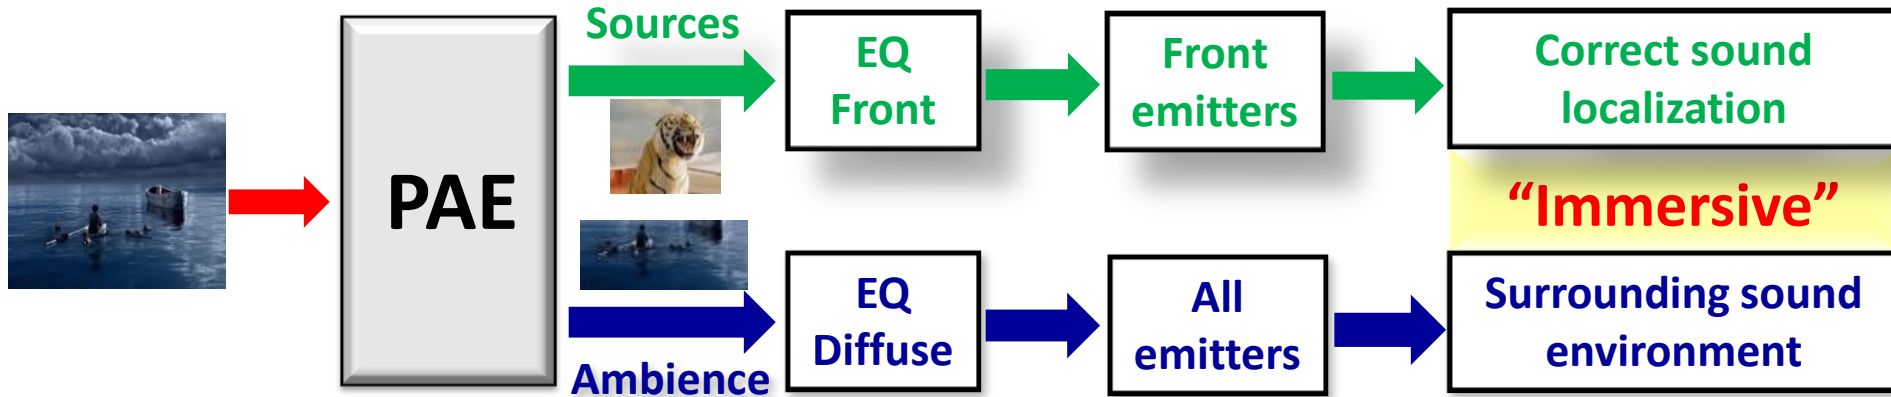 PAE
Sources
EQ
Front
Front
emitters
Correct sound
localization
“Immersive”
Ambience
EQ
Diffuse
All
emitters
Surrounding sound
environment